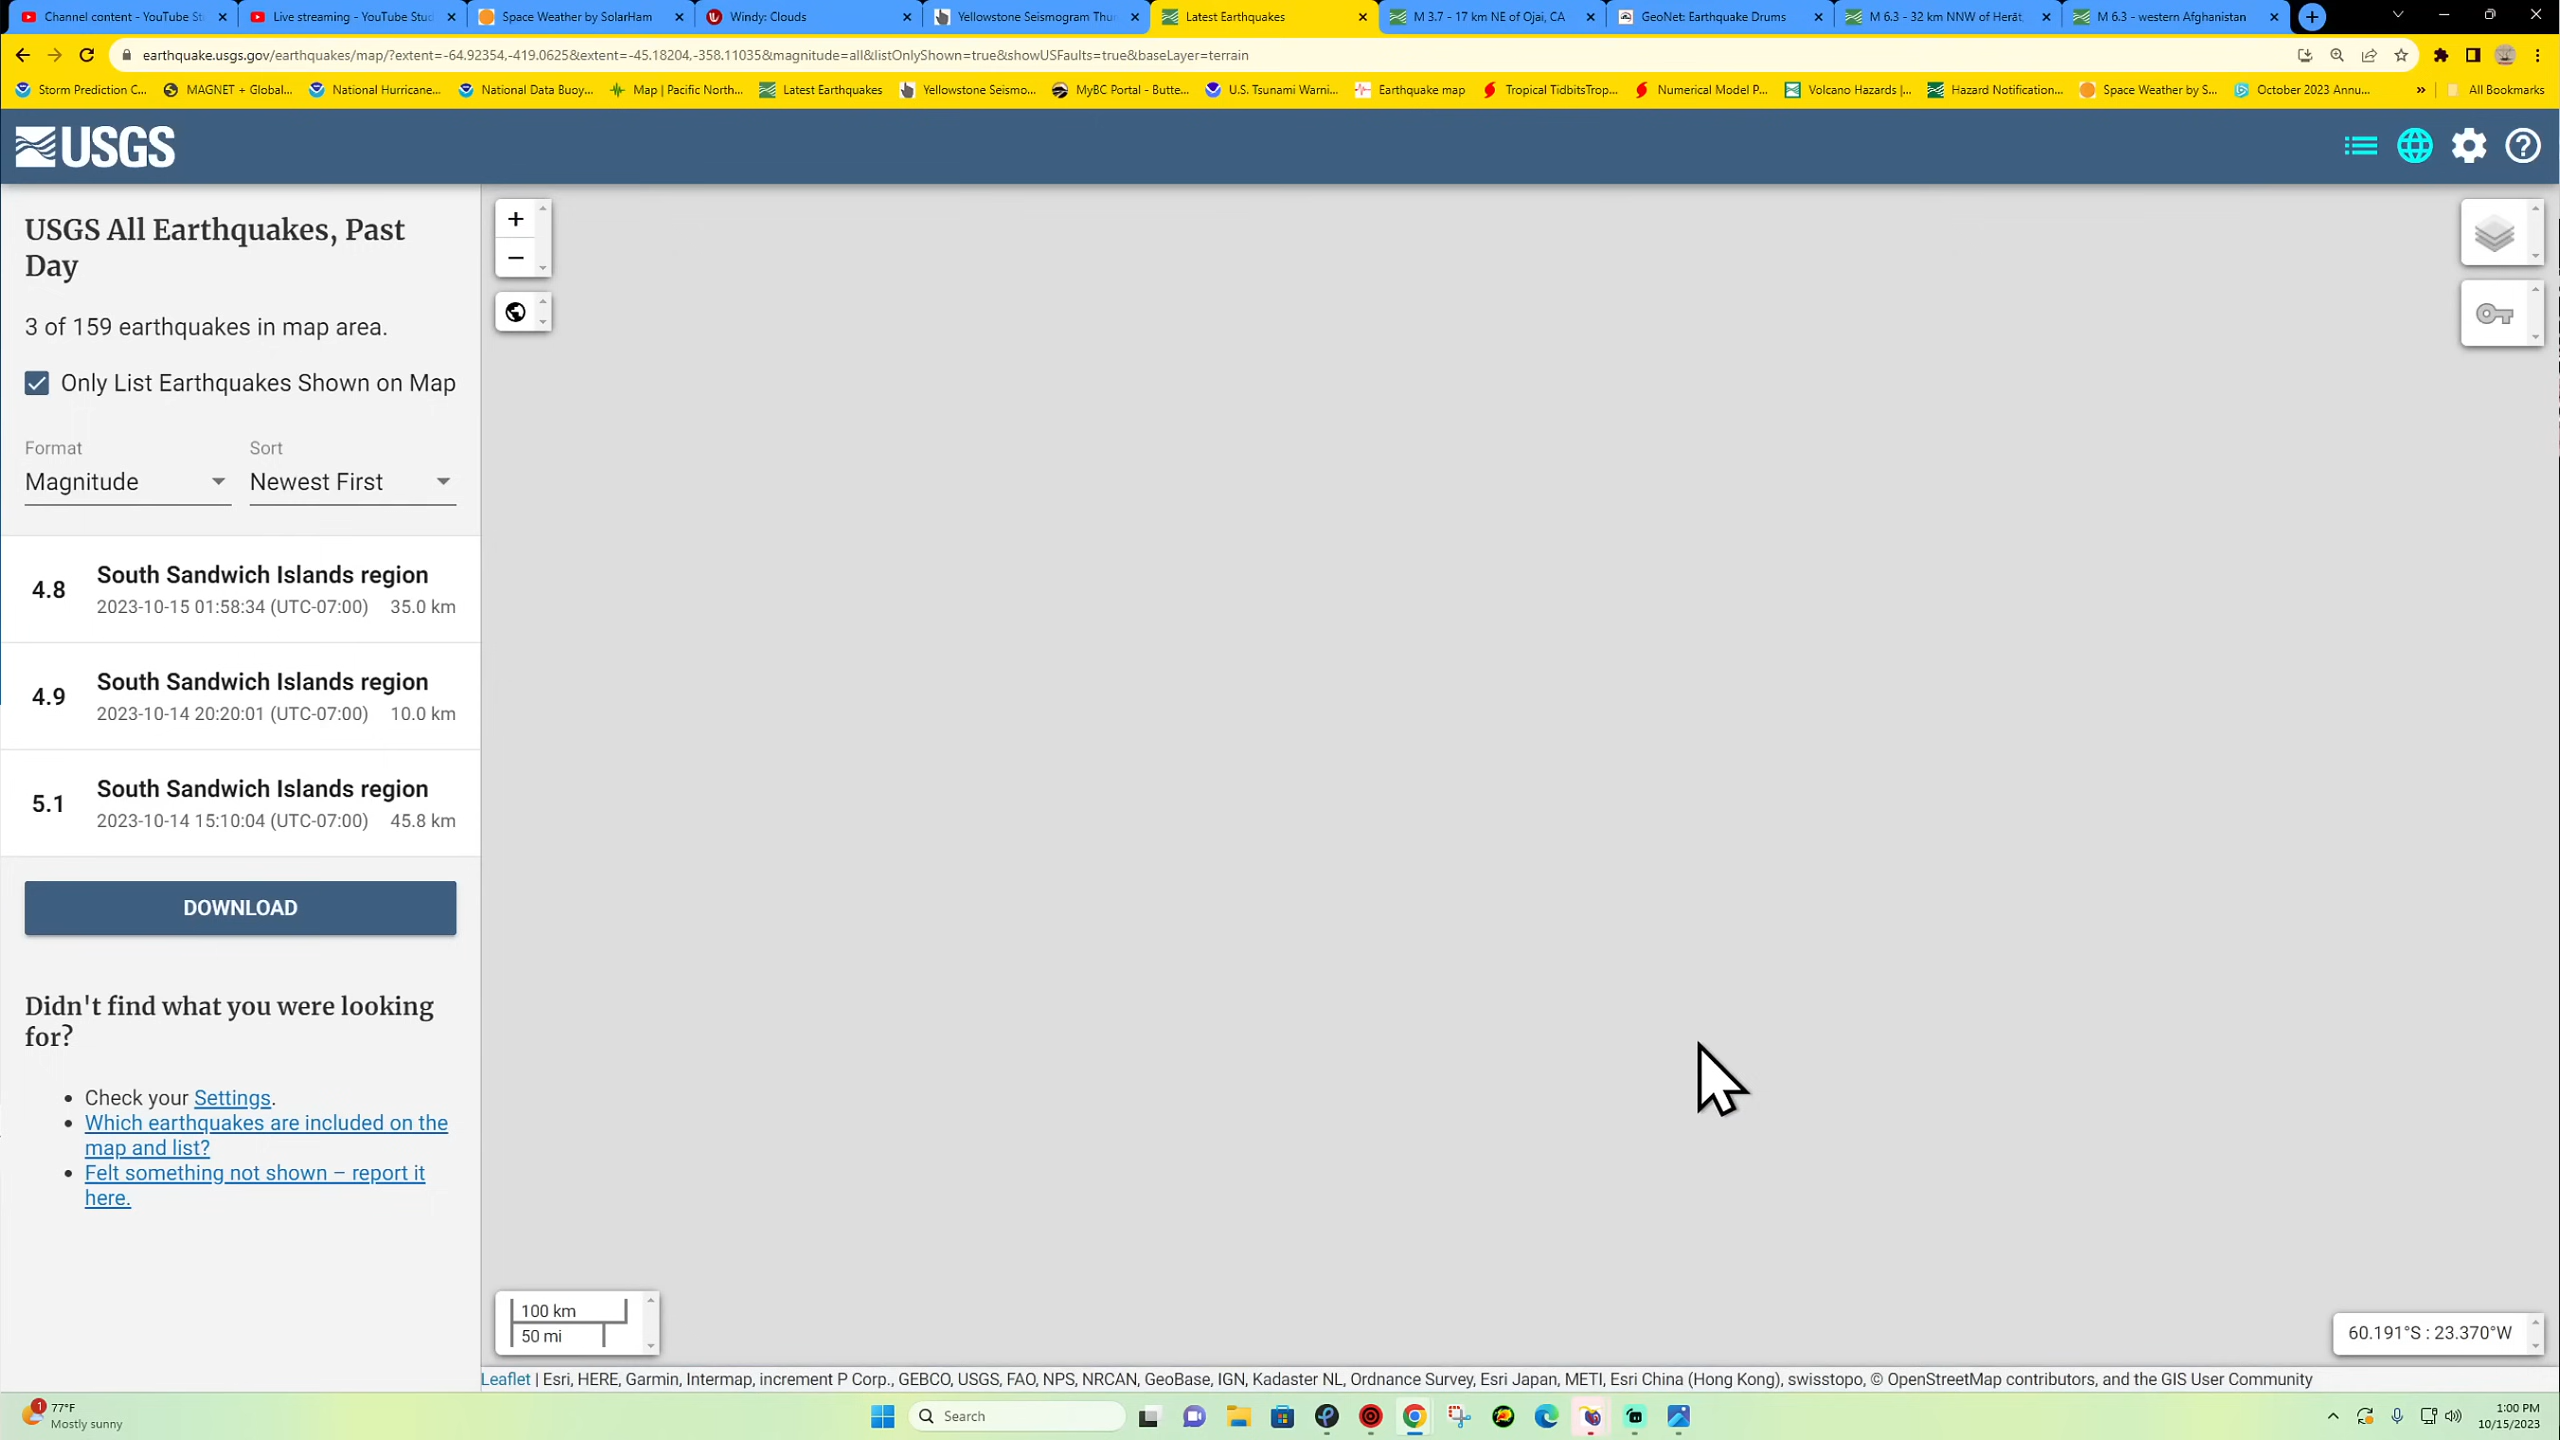 Channel content - YouTube St
Live streaming - YouTube Stud
Space Weather by SolarHam
Windy: Clouds
Yellowstone Seismogram Thu
Latest Earthquakes
M 3.7 - 17 km NE of Ojai, CA
GeoNet: Earthquake Drums
M 6.3 - 32 km NNW of Herāt,
M 6.3 - western Afghanistan
earthquake.usgs.gov/earthquakes/map/?extent=-64.92354,-419.0625&extent=-45.18204,-358.11035&magnitude=all&listOnlyShown=true&showUSFaults=true&baseLayer=terrain
Storm Prediction C...
MAGNET + Global...
National Hurricane...
National Data Buoy...
Map | Pacific North...
Latest Earthquakes
Yellowstone Seismo...
MyBC Portal - Butte...
U.S. Tsunami Warni...
Earthquake map
Tropical TidbitsTrop...
Numerical Model P...
Volcano Hazards |...
Hazard Notification...
Space Weather by S...
October 2023 Annu...
»
All Bookmarks
USGS
USGS All Earthquakes, Past
Day
3 of 159 earthquakes in map area.
Only List Earthquakes Shown on Map
Format
Sort
Magnitude
Newest First
4.8
South Sandwich Islands region
2023-10-15 01:58:34 (UTC-07:00) 35.0 km
4.9
South Sandwich Islands region
2023-10-14 20:20:01 (UTC-07:00) 10.0 km
5.1
South Sandwich Islands region
2023-10-14 15:10:04 (UTC-07:00) 45.8 km
DOWNLOAD
Didn't find what you were looking
for?
• Check your Settings.
• Which earthquakes are included on the
map and list?
• Felt something not shown – report it
here.
+
−
100 km
50 mi
60.191°S : 23.370°W
Leaflet | Esri, HERE, Garmin, Intermap, increment P Corp., GEBCO, USGS, FAO, NPS, NRCAN, GeoBase, IGN, Kadaster NL, Ordnance Survey, Esri Japan, METI, Esri China (Hong Kong), swisstopo, © OpenStreetMap contributors, and the GIS User Community
1
77°F
Mostly sunny
Search
1:00 PM
10/15/2023